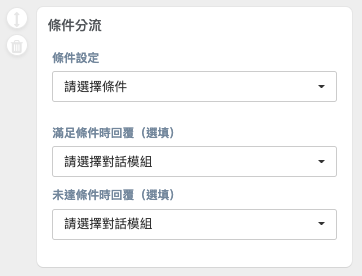 條件分流
條件設定
請選擇條件
滿足條件時回覆（選填）
請選擇對話模組
未達條件時回覆（選填）
請選擇對話模組